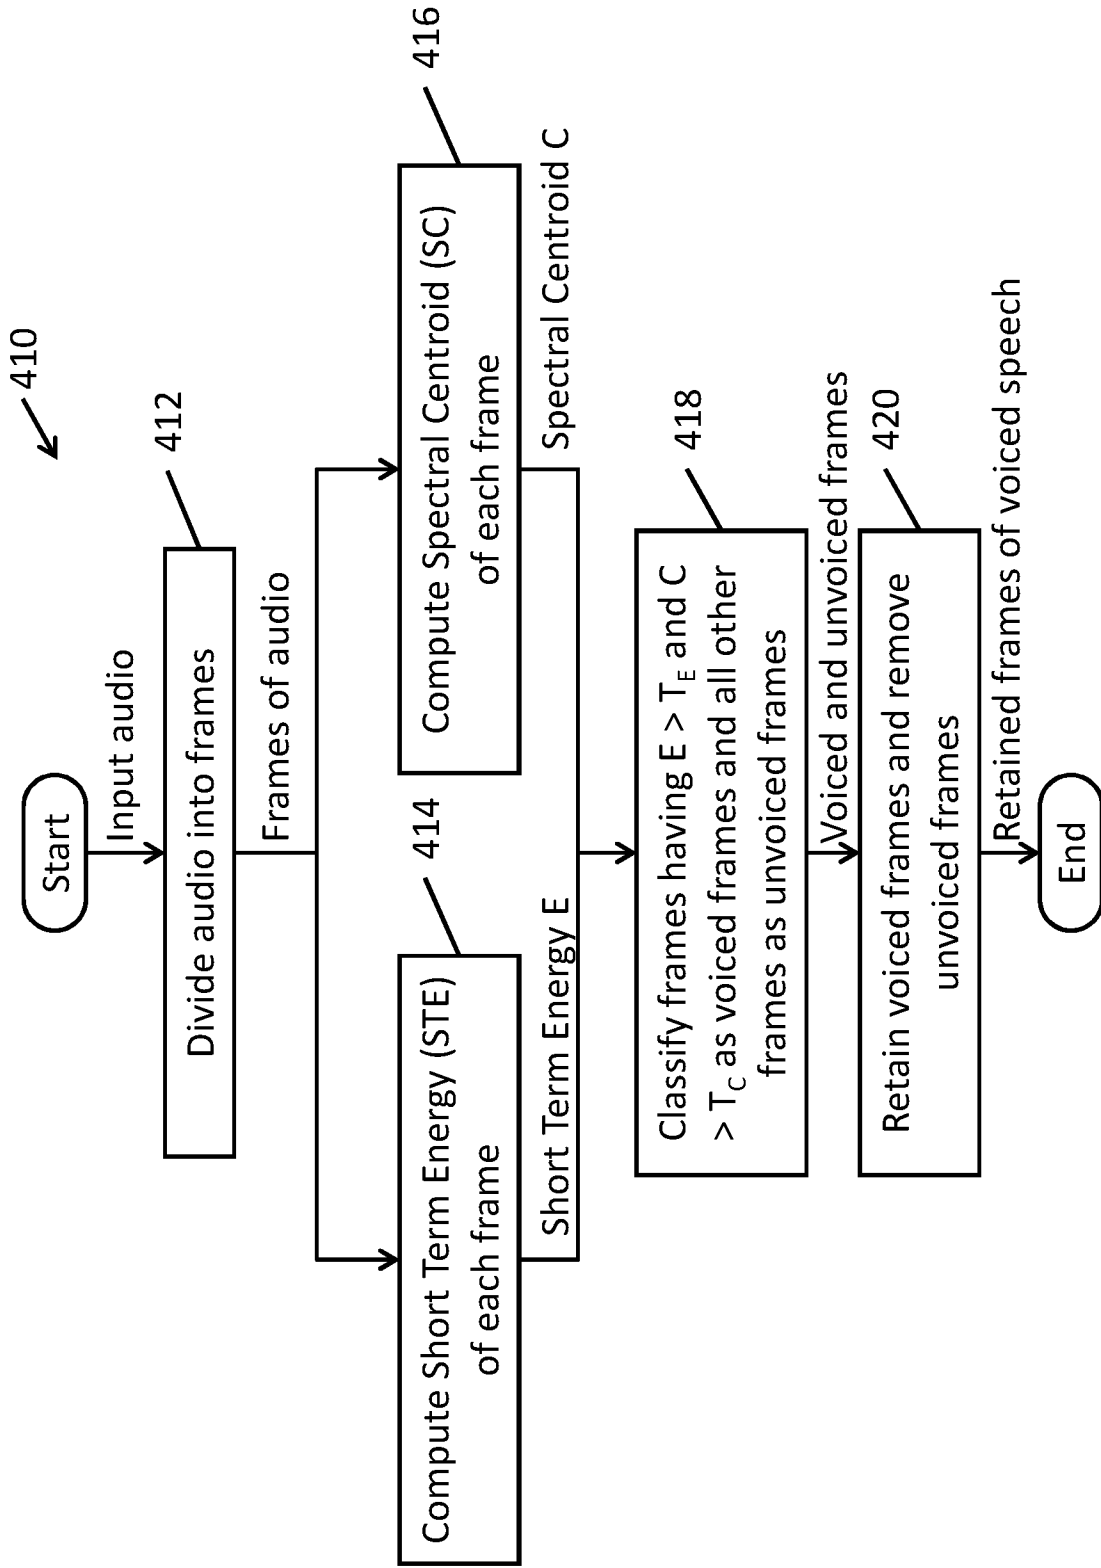 410
Start
Input audio
412
Divide audio into frames
Frames of audio
414
Compute Short Term Energy (STE)
of each frame
Short Term Energy E
416
Compute Spectral Centroid (SC)
of each frame
Spectral Centroid C
418
Classify frames having E > T_E and C
> T_C as voiced frames and all other
frames as unvoiced frames
Voiced and unvoiced frames
420
Retain voiced frames and remove
unvoiced frames
Retained frames of voiced speech
End